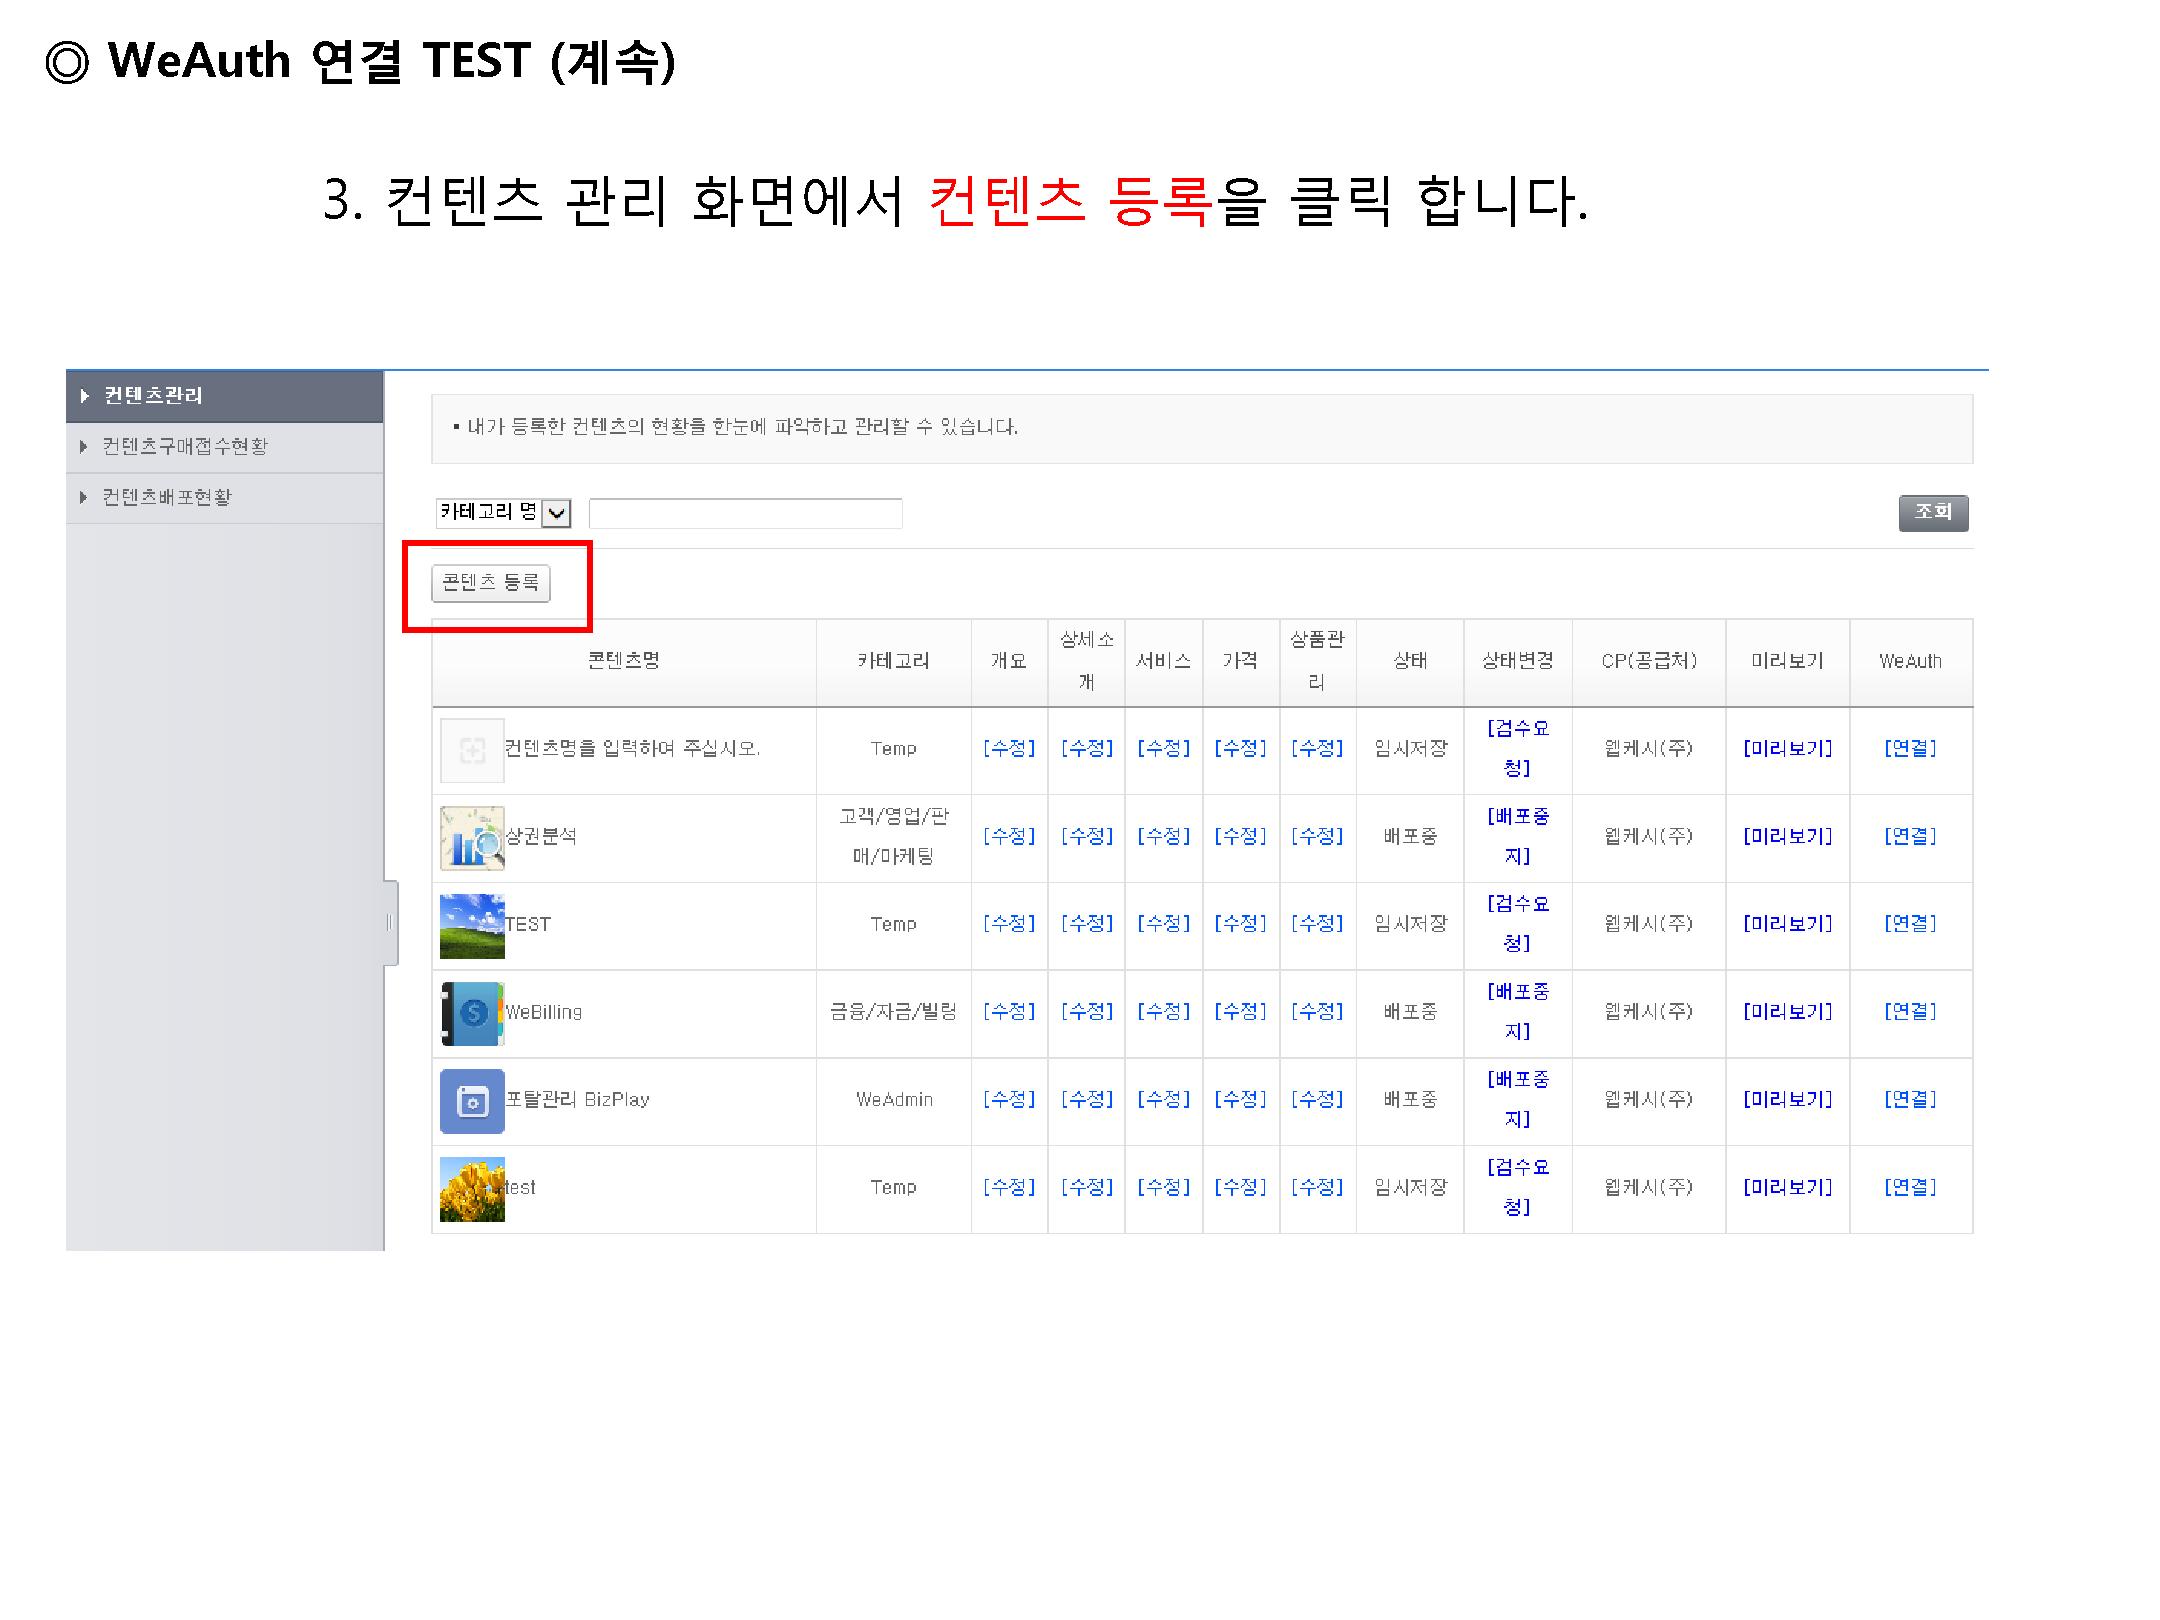 ◎ WeAuth 연결 TEST (계속)
3. 컨텐츠 관리 화면에서 컨텐츠 등록을 클릭 합니다.
컨텐츠관리
컨텐츠구매접수현황
컨텐츠배포현황
▪ 내가 등록한 컨텐츠의 현황을 한눈에 파악하고 관리할 수 있습니다.
카테고리 명
조회
콘텐츠 등록
콘텐츠명 카테고리 개요 상세소개 서비스 가격 상품관리 상태 상태변경 CP(공급처) 미리보기 WeAuth
컨텐츠명을 입력하여 주십시오. Temp [수정] [수정] [수정] [수정] [수정] 임시저장 [검수요청] 웹케시(주) [미리보기] [연결]
상권분석 고객/영업/판매/마케팅 [수정] [수정] [수정] [수정] [수정] 배포중 [배포중지] 웹케시(주) [미리보기] [연결]
TEST Temp [수정] [수정] [수정] [수정] [수정] 임시저장 [검수요청] 웹케시(주) [미리보기] [연결]
WeBilling 금융/자금/빌링 [수정] [수정] [수정] [수정] [수정] 배포중 [배포중지] 웹케시(주) [미리보기] [연결]
포탈관리 BizPlay WeAdmin [수정] [수정] [수정] [수정] [수정] 배포중 [배포중지] 웹케시(주) [미리보기] [연결]
test Temp [수정] [수정] [수정] [수정] [수정] 임시저장 [검수요청] 웹케시(주) [미리보기] [연결]